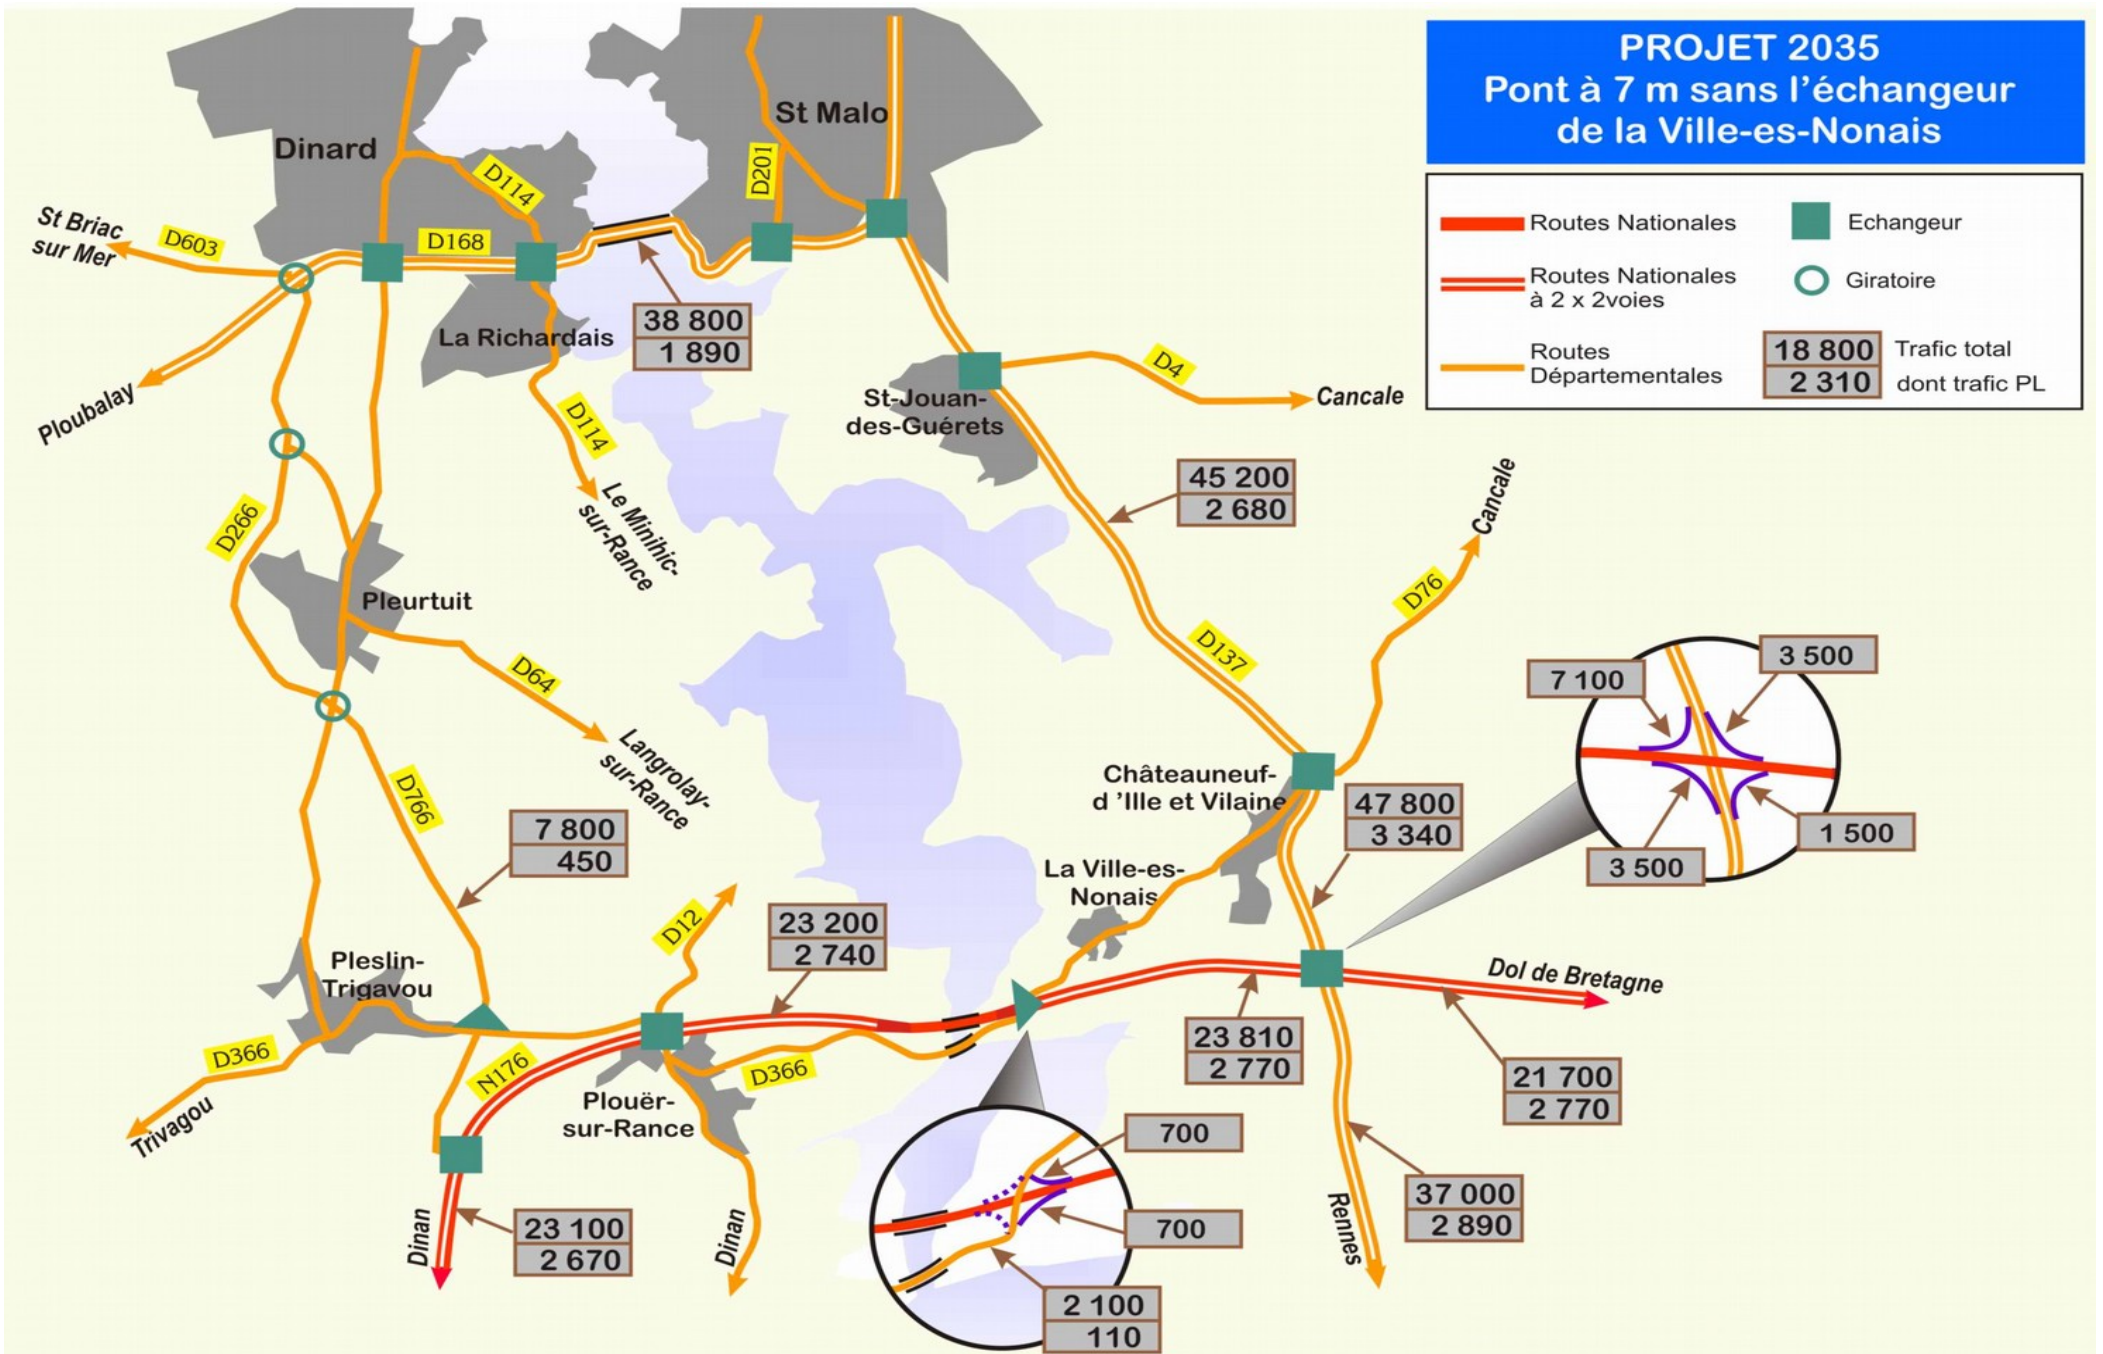 PROJET 2035
Pont à 7 m sans l'échangeur
de la Ville-es-Nonais
Routes Nationales
Echangeur
Routes Nationales
à 2 x 2voies
Giratoire
Routes
Départementales
18 800
2 310
Trafic total
dont trafic PL
St Malo
Dinard
D114
D201
St Briac
sur Mer
D603
D168
38 800
1 890
La Richardais
Ploubalay
D4
Cancale
St-Jouan-
des-Guérets
D114
45 200
2 680
Cancale
Le Minihic-
sur-Rance
D266
D76
Pleurtuit
D137
D64
3 500
7 100
1 500
3 500
Langrolay-
sur-Rance
D766
Châteauneuf-
d 'Ille et Vilaine
47 800
3 340
7 800
450
La Ville-es-
Nonais
D12
23 200
2 740
Pleslin-
Trigavou
Dol de Bretagne
D366
N176
D366
23 810
2 770
21 700
2 770
Plouër-
sur-Rance
Trivagou
700
700
2 100
110
37 000
2 890
Rennes
Dinan
23 100
2 670
Dinan